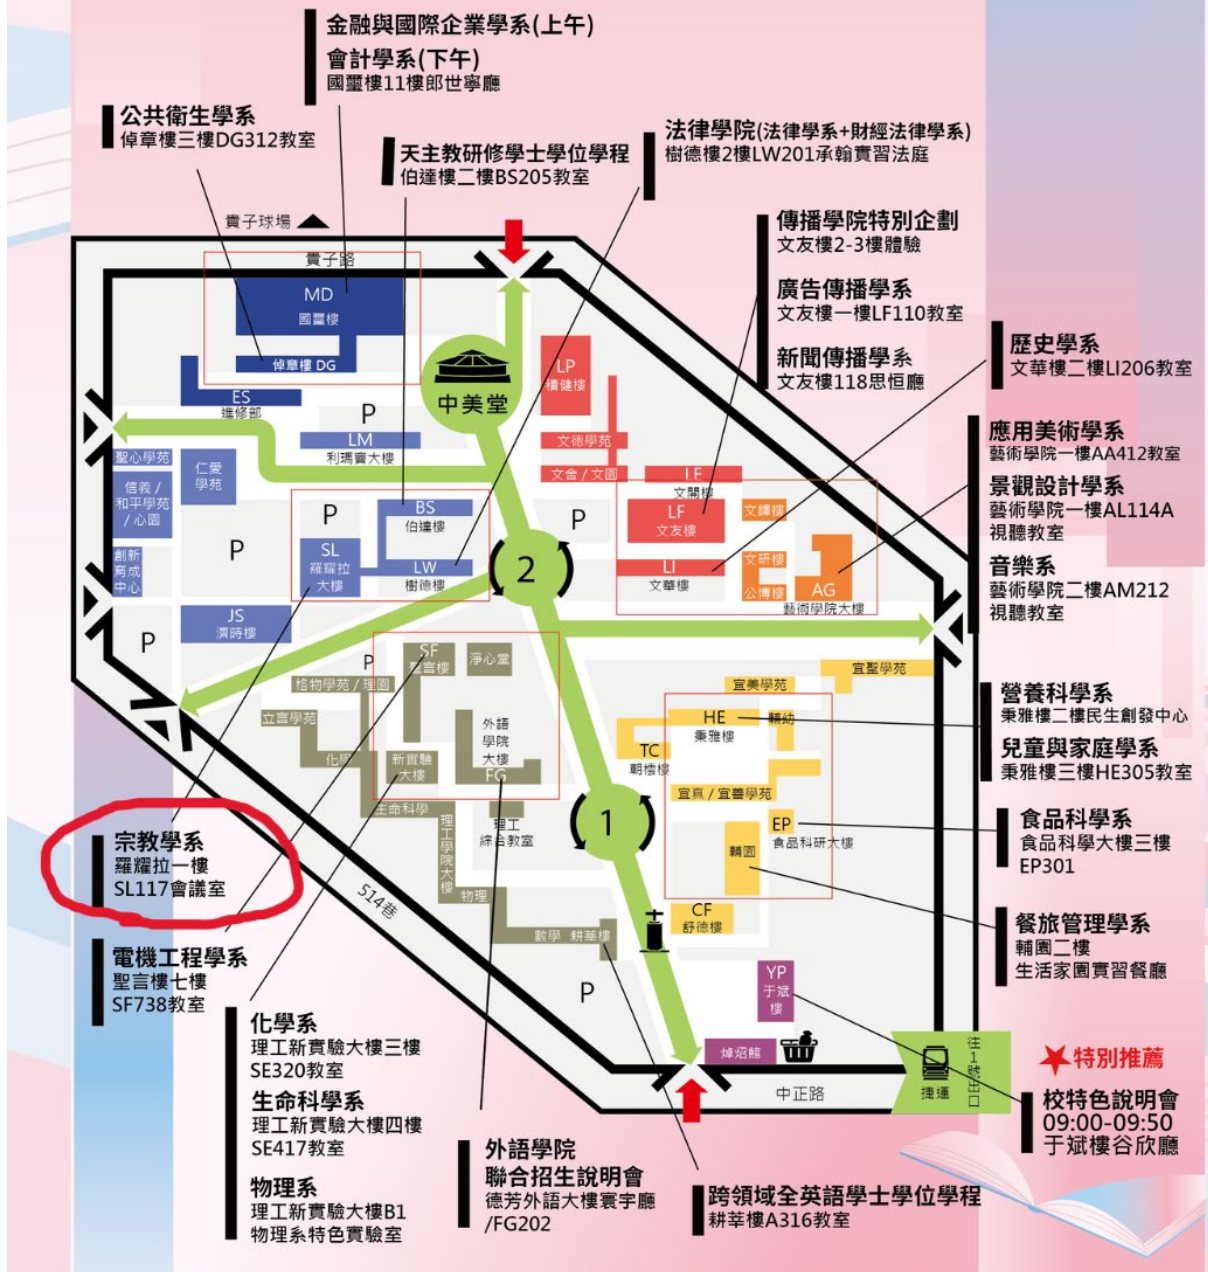 金融與國際企業學系(上午)
會計學系(下午)
國璽樓11樓郎世寧廳
公共衛生學系
倬章樓三樓DG312教室
天主教研修學士學位學程
伯達樓二樓BS205教室
法律學院(法律學系+財經法律學系)
樹德樓2樓LW201承翰實習法庭
傳播學院特別企劃
文友樓2-3樓體驗
廣告傳播學系
文友樓一樓LF110教室
新聞傳播學系
文友樓118思恒廳
歷史學系
文華樓二樓LI206教室
應用美術學系
藝術學院一樓AA412教室
景觀設計學系
藝術學院一樓AL114A
視聽教室
音樂系
藝術學院二樓AM212
視聽教室
營養科學系
秉雅樓二樓民生創發中心
兒童與家庭學系
秉雅樓三樓HE305教室
食品科學系
食品科學大樓三樓
EP301
餐旅管理學系
輔園二樓
生活家園實習餐廳
特別推薦
校特色說明會
09:00-09:50
于斌樓谷欣廳
宗教學系
羅耀拉一樓
SL117會議室
電機工程學系
聖言樓七樓
SF738教室
化學系
理工新實驗大樓三樓
SE320教室
生命科學系
理工新實驗大樓四樓
SE417教室
物理系
理工新實驗大樓B1
物理系特色實驗室
外語學院
聯合招生說明會
德芳外語大樓寰宇廳
/FG202
跨領域全英語學士學位學程
耕莘樓A316教室
貴子球場
貴子路
MD
國璽樓
倬章樓 DG
ES
進修部
P
LM
利瑪竇大樓
中美堂
LP
積健樓
文德學苑
文舍 / 文園
LE
文開樓
LF
文友樓
文鐸樓
LI
文華樓
文研樓
公博樓
AG
藝術學院大樓
P
聖心學苑
仁愛
學苑
信義 /
和平學苑
/ 心園
創新
育成
中心
P
P
BS
伯達樓
SL
羅耀拉
大樓
LW
樹德樓
2
JS
濟時樓
P
P
SF
聖言樓
淨心堂
格物學苑 / 理園
立言學苑
外語
學院
大樓
FG
化學
新實驗
大樓
生命科學
理工
綜合教室
理工學院大樓
物理
數學
耕莘樓
宜聖學苑
宜美學苑
HE
秉雅樓
輔幼
TC
朝橒樓
宜真 / 宜善學苑
1
EP
食品科研大樓
輔園
CF
舒德樓
YP
于斌
樓
P
焯炤館
514巷
中正路
捷運
往1號出口